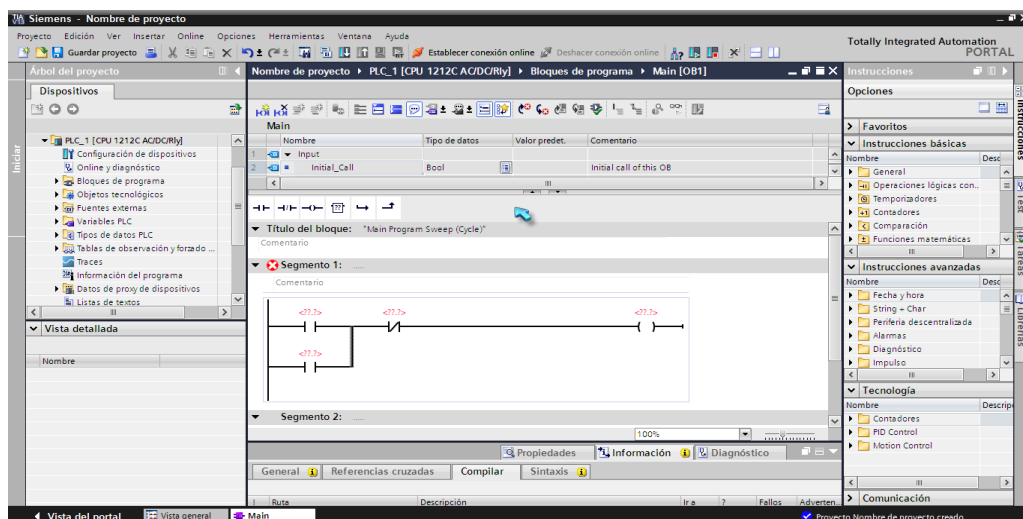 Siemens - Nombre de proyecto
Proyecto Edición Ver Insertar Online Opciones Herramientas Ventana Ayuda
Guardar proyecto Establecer conexión online Deshacer conexión online
Totally Integrated Automation
PORTAL
Árbol del proyecto
Nombre de proyecto PLC_1 [CPU 1212C AC/DC/Rly] Bloques de programa Main [OB1]
Instrucciones
Dispositivos
Opciones
Iniciar
PLC_1 [CPU 1212C AC/DC/Rly]
Configuración de dispositivos
Online y diagnóstico
Bloques de programa
Objetos tecnológicos
Fuentes externas
Variables PLC
Tipos de datos PLC
Tablas de observación y forzado ...
Traces
Información del programa
Datos de proxy de dispositivos
Listas de textos
Vista detallada
Nombre
Main
Nombre Tipo de datos Valor predet. Comentario
1 Input
2 Initial_Call Bool Initial call of this OB
Título del bloque: "Main Program Sweep (Cycle)"
Comentario
Segmento 1: .....
Comentario
<??.?> <??.?> <??.?>
<??.?>
Segmento 2: .....
100%
Propiedades Información Diagnóstico
General Referencias cruzadas Compilar Sintaxis
! Ruta Descripción Ir a ? Fallos Adverten...
Favoritos
Instrucciones básicas
Nombre Desc
General
Operaciones lógicas con..
Temporizadores
Contadores
Comparación
Funciones matemáticas
Instrucciones avanzadas
Nombre Desc
Fecha y hora
String + Char
Periferia descentralizada
Alarmas
Diagnóstico
Impulso
Tecnología
Nombre Descrip
Contadores
PID Control
Motion Control
Comunicación
Instrucciones
Test
Tareas
Librerías
Vista del portal Vista general Main Proyecto Nombre de proyecto creado